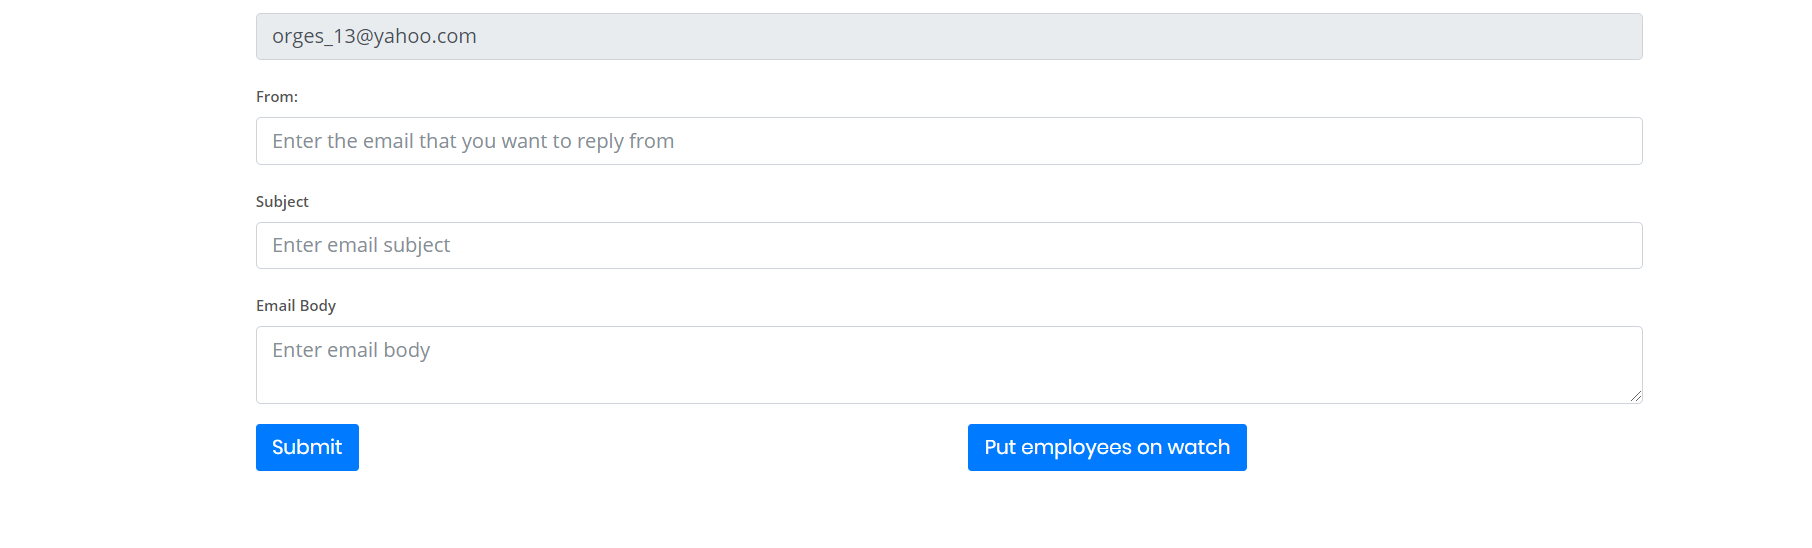 orges_13@yahoo.com
From:
Enter the email that you want to reply from
Subject
Enter email subject
Email Body
Enter email body
Submit
Put employees on watch